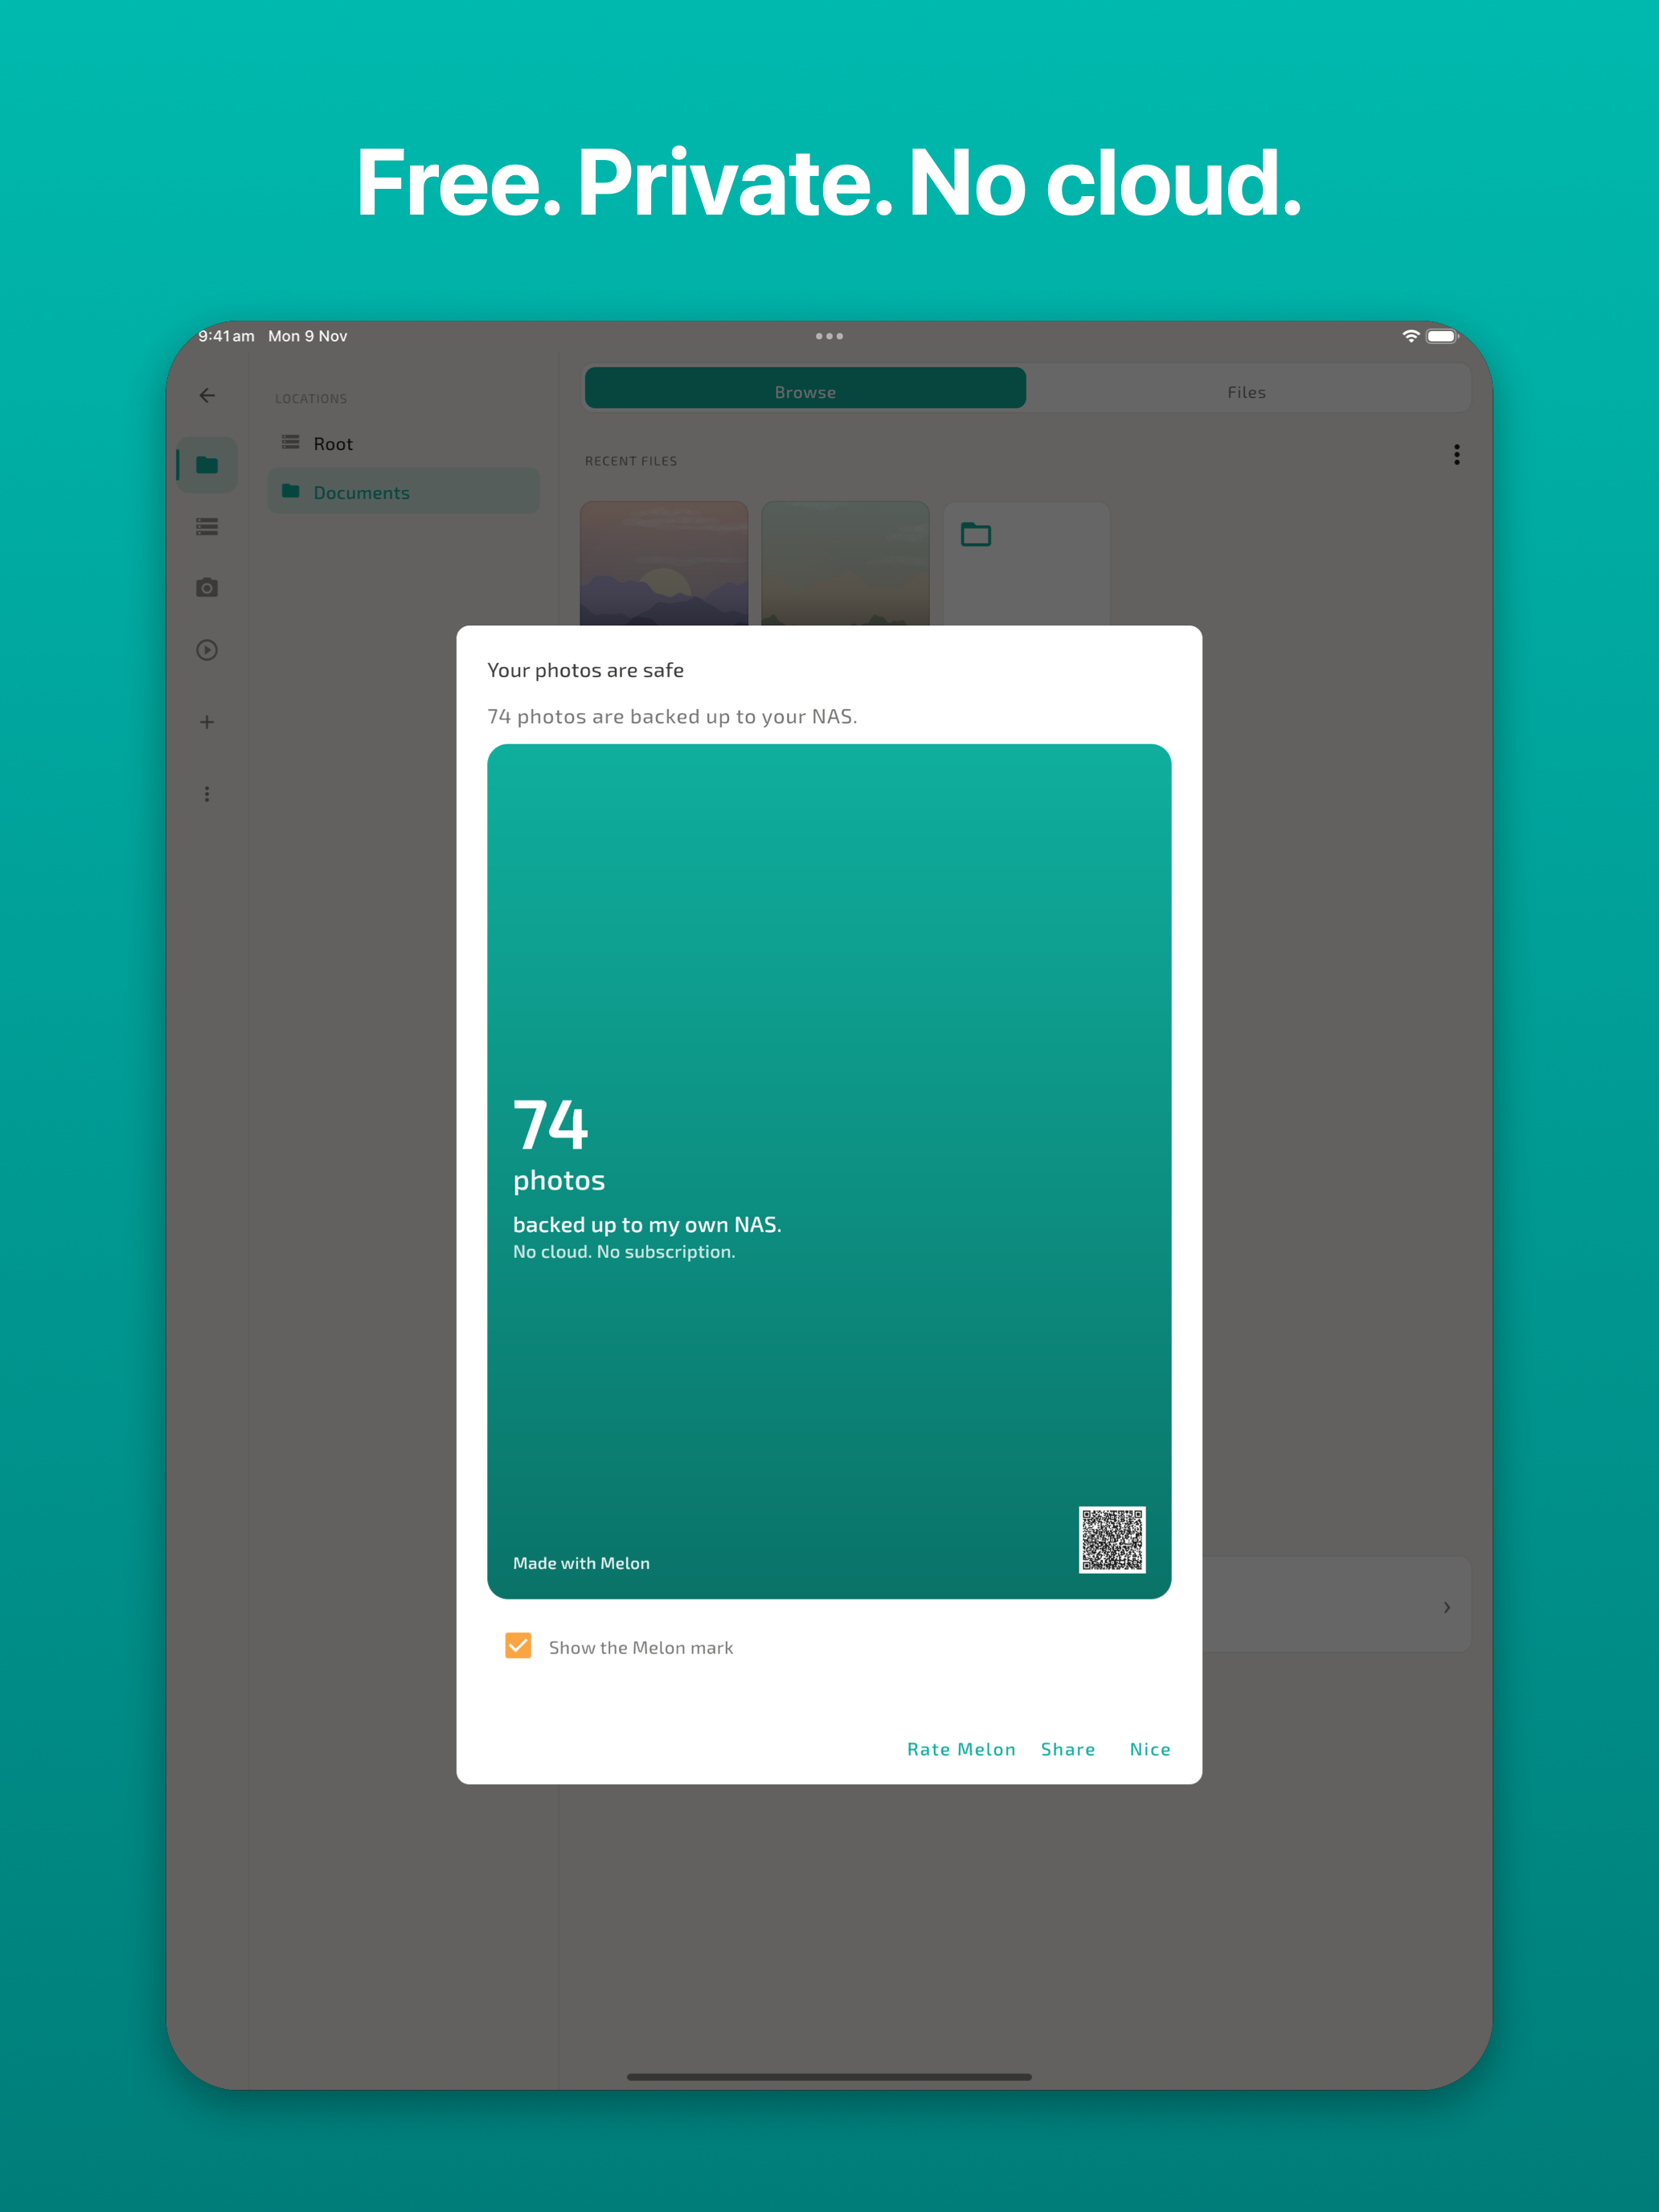 Free. Private. No cloud.
9:41 am Mon 9 Nov
LOCATIONS
Root
Documents
Browse
Files
RECENT FILES
Your photos are safe
74 photos are backed up to your NAS.
74
photos
backed up to my own NAS.
No cloud. No subscription.
Made with Melon
Show the Melon mark
Rate Melon Share Nice